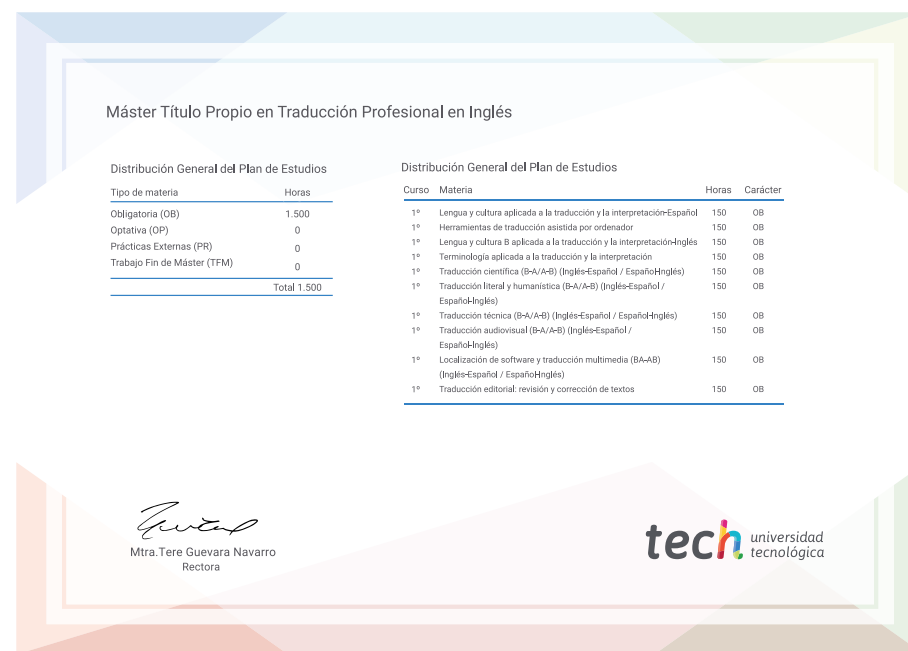 Máster Título Propio en Traducción Profesional en Inglés
Distribución General del Plan de Estudios
Tipo de materia Horas
Obligatoria (OB) 1.500
Optativa (OP) 0
Prácticas Externas (PR) 0
Trabajo Fin de Máster (TFM) 0
Total 1.500
Distribución General del Plan de Estudios
Curso Materia Horas Carácter
1º Lengua y cultura aplicada a la traducción y la interpretación-Español 150 OB
1º Herramientas de traducción asistida por ordenador 150 OB
1º Lengua y cultura B aplicada a la traducción y la interpretación-Inglés 150 OB
1º Terminología aplicada a la traducción y la interpretación 150 OB
1º Traducción científica (B-A/A-B) (Inglés-Español / Español-Inglés) 150 OB
1º Traducción literal y humanística (B-A/A-B) (Inglés-Español / 150 OB
Español-Inglés)
1º Traducción técnica (B-A/A-B) (Inglés-Español / Español-Inglés) 150 OB
1º Traducción audiovisual (B-A/A-B) (Inglés-Español / 150 OB
Español-Inglés)
1º Localización de software y traducción multimedia (BA-AB) 150 OB
(Inglés-Español / Español-Inglés)
1º Traducción editorial: revisión y corrección de textos 150 OB
Mtra.Tere Guevara Navarro
Rectora
tech universidad
tecnológica